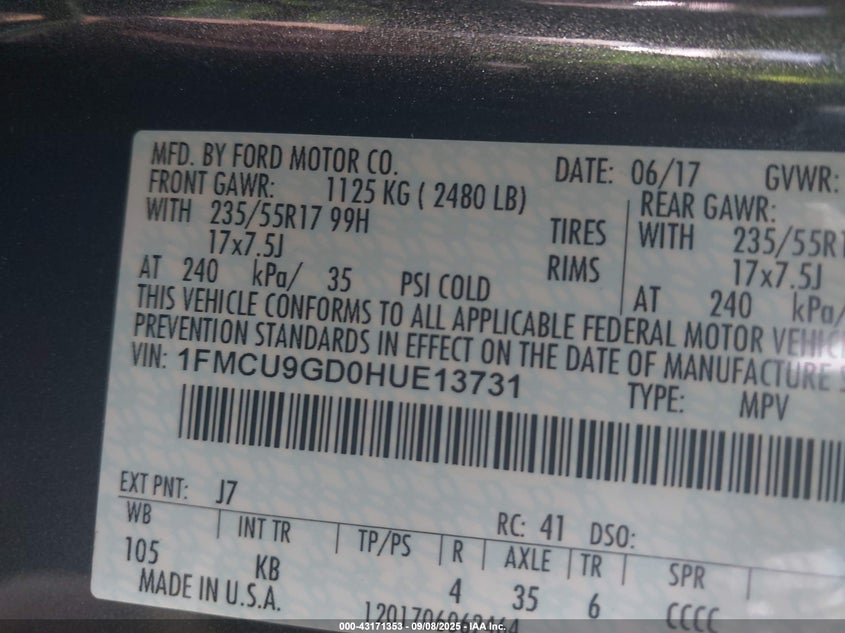 MFD. BY FORD MOTOR CO. DATE: 06/17 GVWR:
FRONT GAWR: 1125 KG ( 2480 LB) REAR GAWR:
WITH 235/55R17 99H TIRES WITH 235/55R1
17x7.5J RIMS 17x7.5J
AT 240 kPa/ 35 PSI COLD AT 240 kPa/
THIS VEHICLE CONFORMS TO ALL APPLICABLE FEDERAL MOTOR VEHICLE
PREVENTION STANDARDS IN EFFECT ON THE DATE OF MANUFACTURE S
VIN: 1FMCU9GD0HUE13731 TYPE: MPV
EXT PNT: J7 RC: 41 DSO:
WB INT TR TP/PS R AXLE TR SPR
105 KB 4 35 6 CCCC
MADE IN U.S.A.
000-43171353 - 09/08/2025 - IAA Inc.